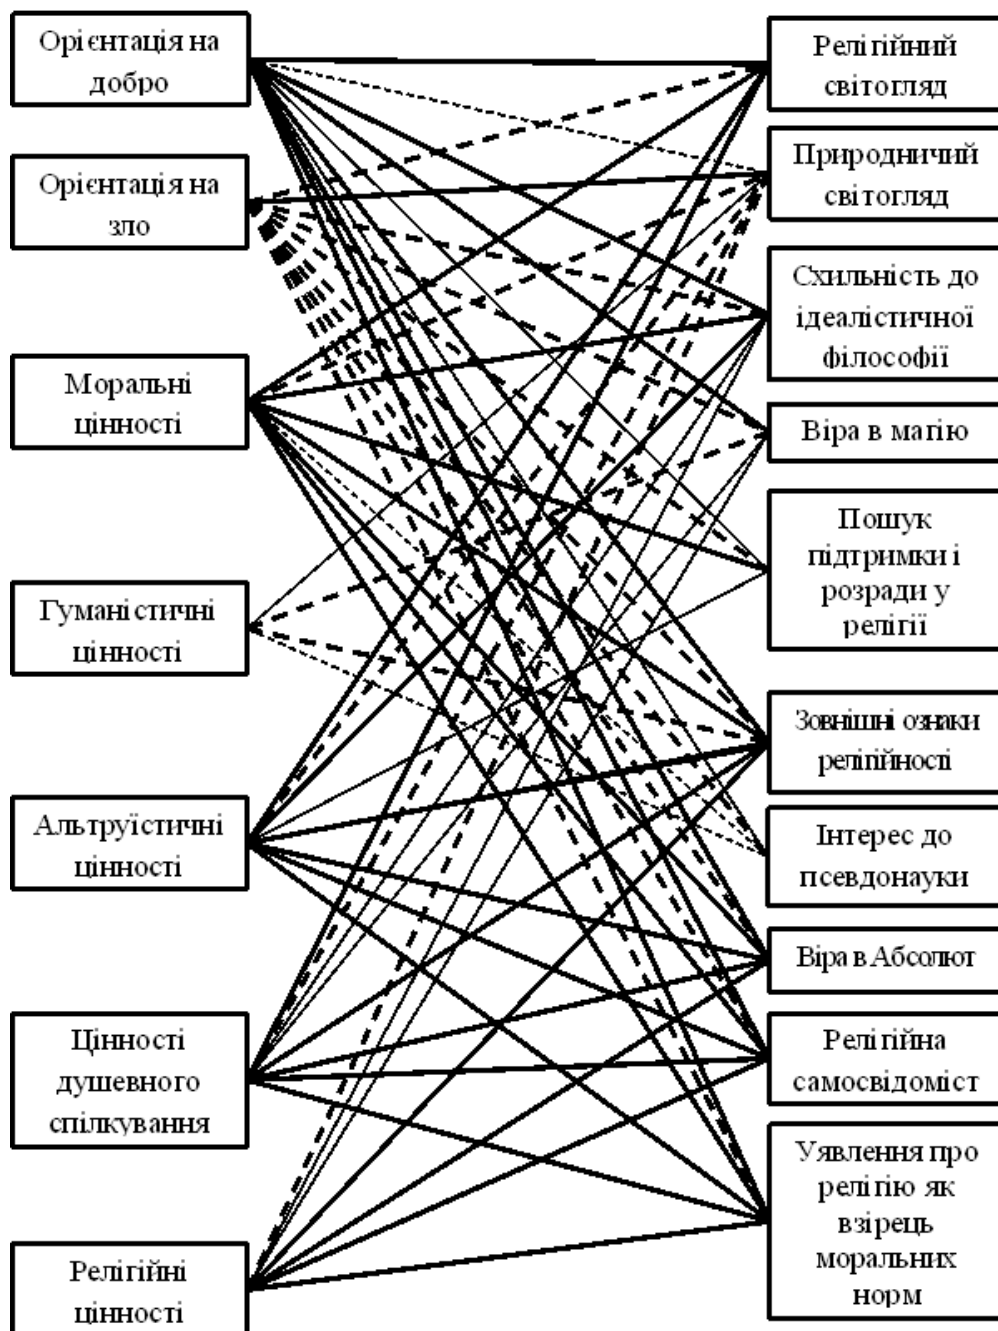 Орієнтація на
добро
Орієнтація на
зло
Моральні
цінності
Гуманістичні
цінності
Альтруїстичні
цінності
Цінності
душевного
спілкування
Релігійні
цінності
Релігійний
світогляд
Природничий
світогляд
Схильність до
ідеалістичної
філософії
Віра в магію
Пошук
підтримки і
розради у
релігії
Зовнішні ознаки
релігійності
Інтерес до
псевдонауки
Віра в Абсолют
Релігійна
самосвідоміст
Уявлення про
релігію як
взірець
моральних
норм